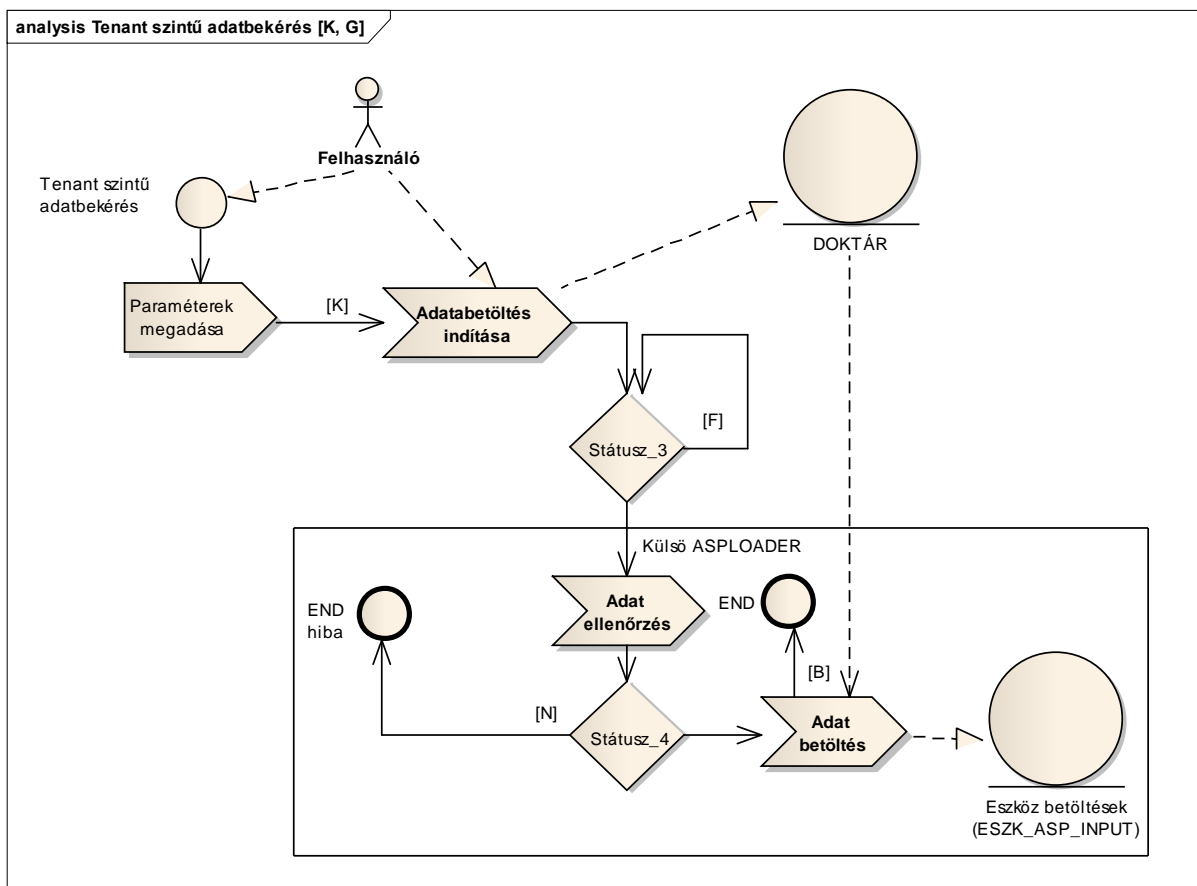 analysis Tenant szintű adatbekérés [K, G]
Felhasználó
Tenant szintű
adatbekérés
DOKTÁR
Paraméterek
megadása
[K]
Adatabetöltés
indítása
[F]
Státusz_3
Külsö ASPLOADER
END
hiba
Adat
ellenőrzés
END
[B]
[N]
Státusz_4
Adat
betöltés
Eszköz betöltések
(ESZK_ASP_INPUT)